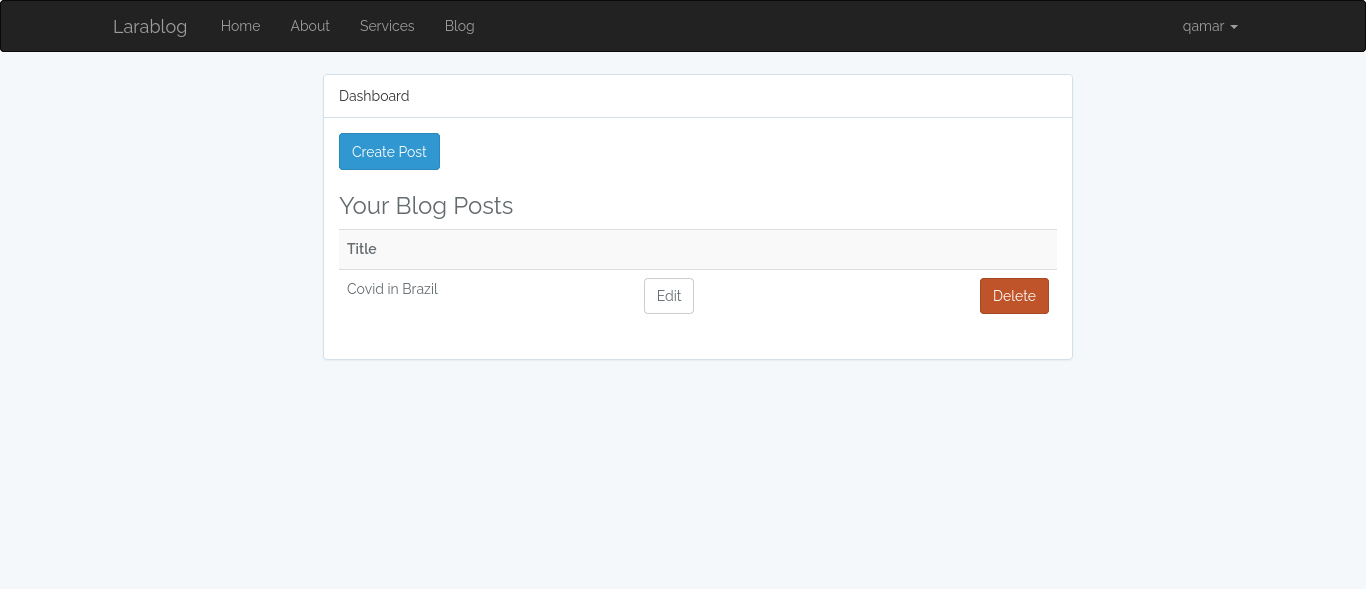 Larablog Home About Services Blog qamar
Dashboard
Create Post
Your Blog Posts
Title
Covid in Brazil Edit Delete